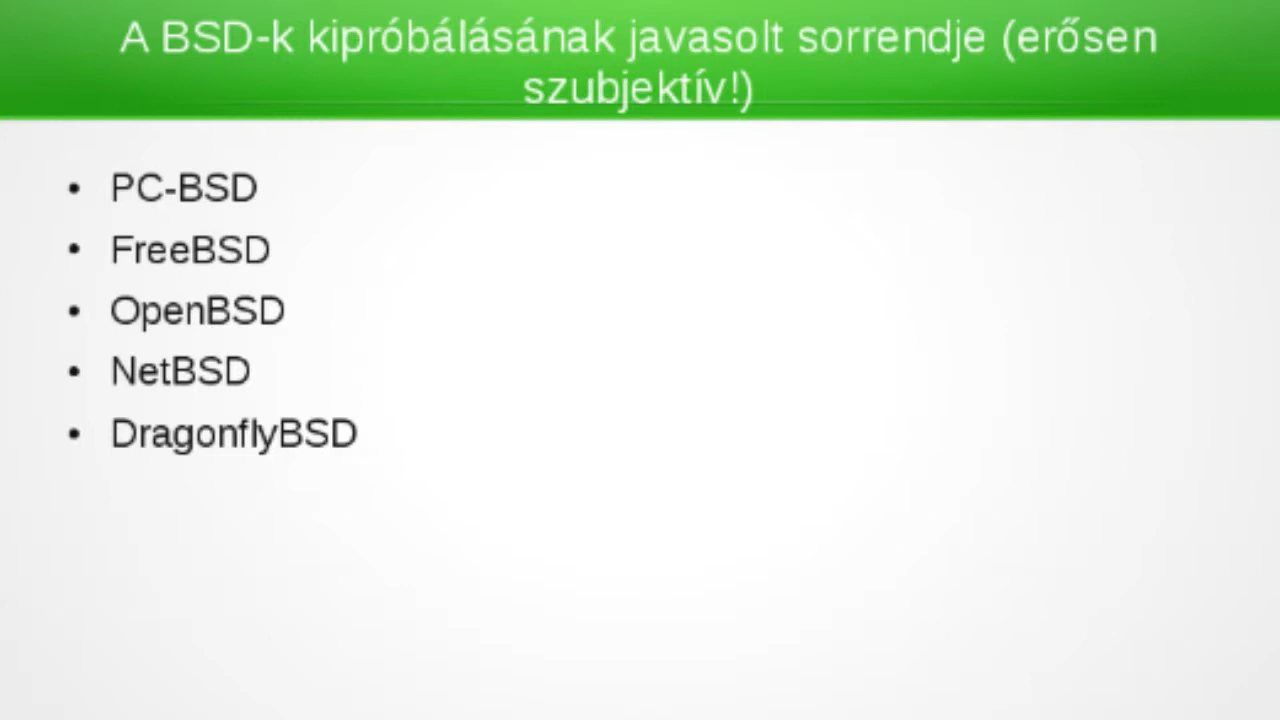 A BSD-k kipróbálásának javasolt sorrendje (erősen
szubjektív!)
• PC-BSD
• FreeBSD
• OpenBSD
• NetBSD
• DragonflyBSD